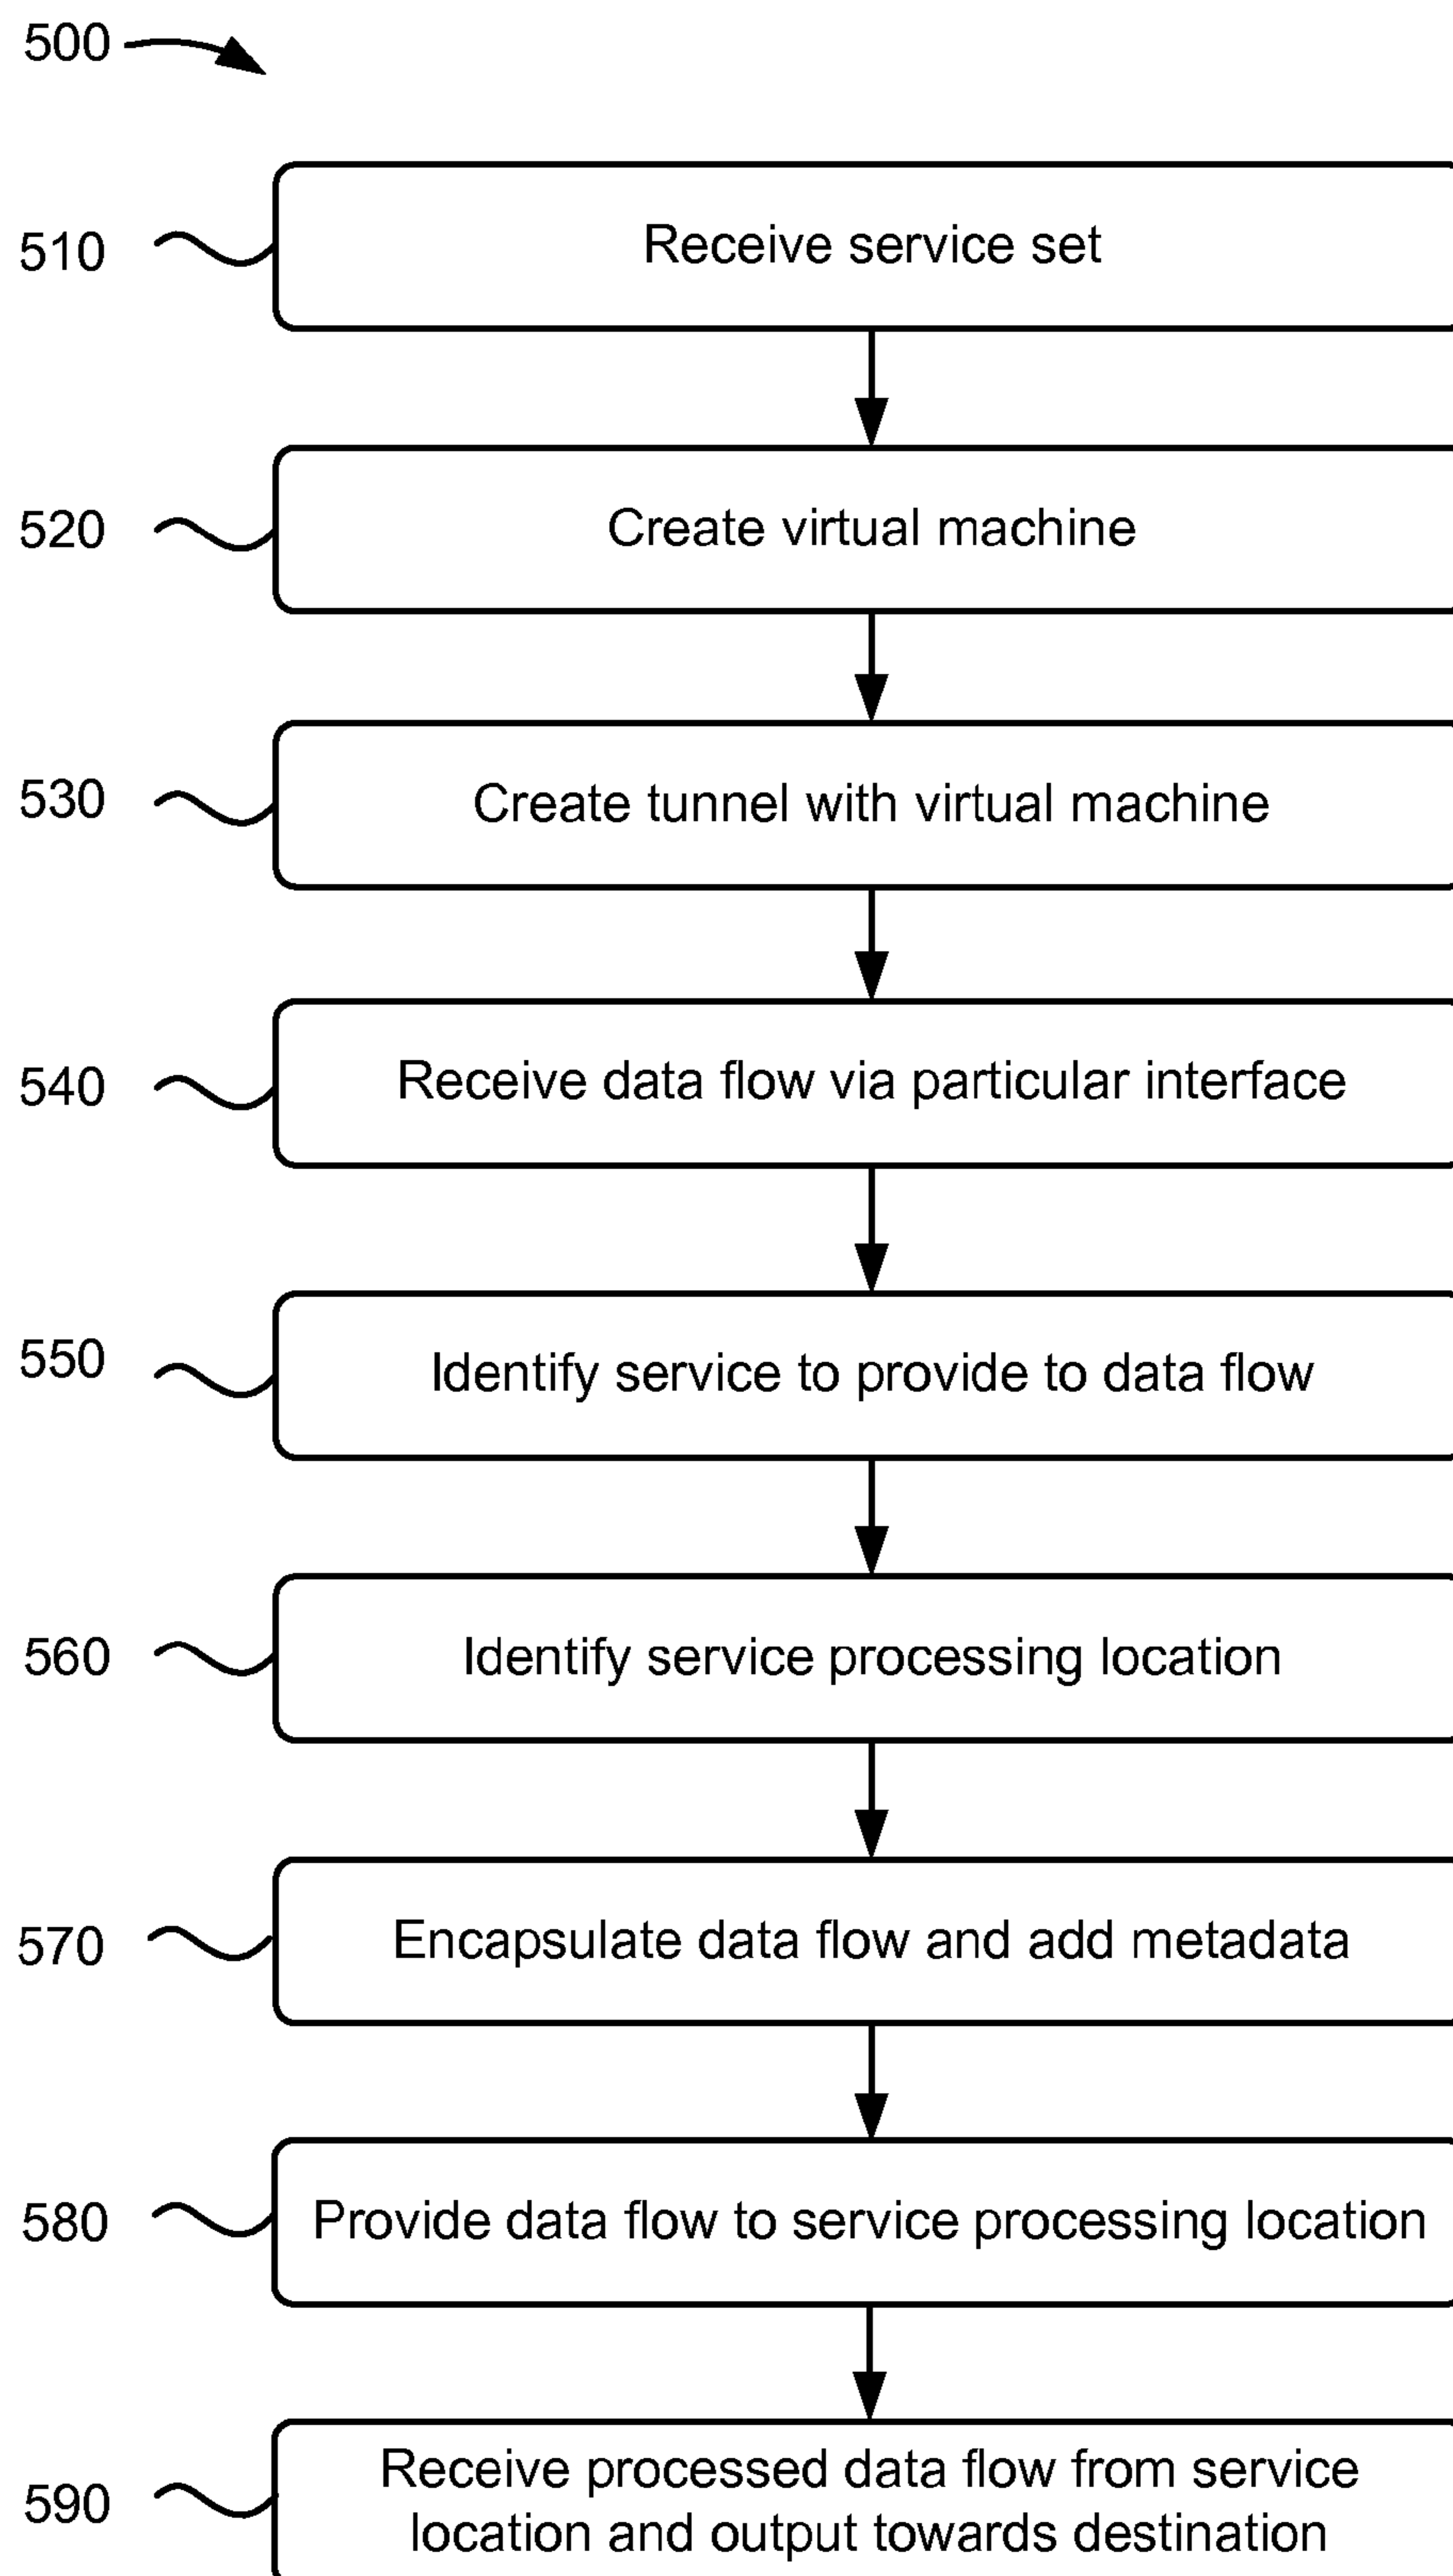 500
510 Receive service set
520 Create virtual machine
530 Create tunnel with virtual machine
540 Receive data flow via particular interface
550 Identify service to provide to data flow
560 Identify service processing location
570 Encapsulate data flow and add metadata
580 Provide data flow to service processing location
590 Receive processed data flow from service
location and output towards destination